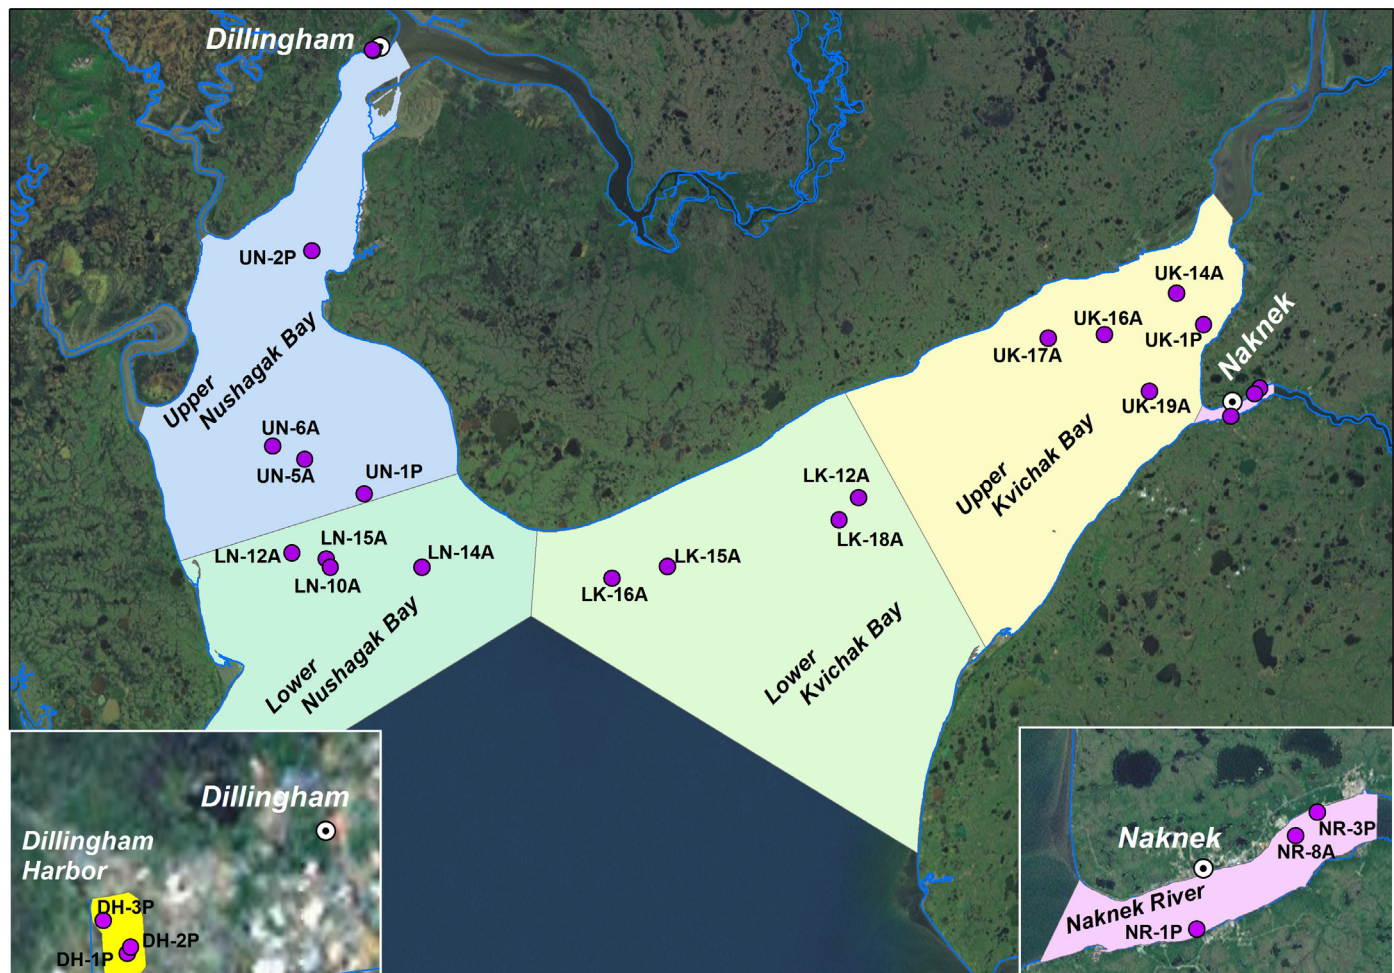 Dillingham
UN-2P
Upper
Nushagak Bay
UN-6A
UN-5A
UN-1P
LN-12A
LN-15A
LN-10A
LN-14A
Lower
Nushagak Bay
LK-12A
LK-18A
LK-15A
LK-16A
Lower
Kvichak Bay
UK-14A
UK-16A
UK-1P
UK-17A
UK-19A
Naknek
Upper
Kvichak Bay
Dillingham
Dillingham
Harbor
DH-3P
DH-2P
DH-1P
NR-3P
Naknek
NR-8A
Naknek River
NR-1P